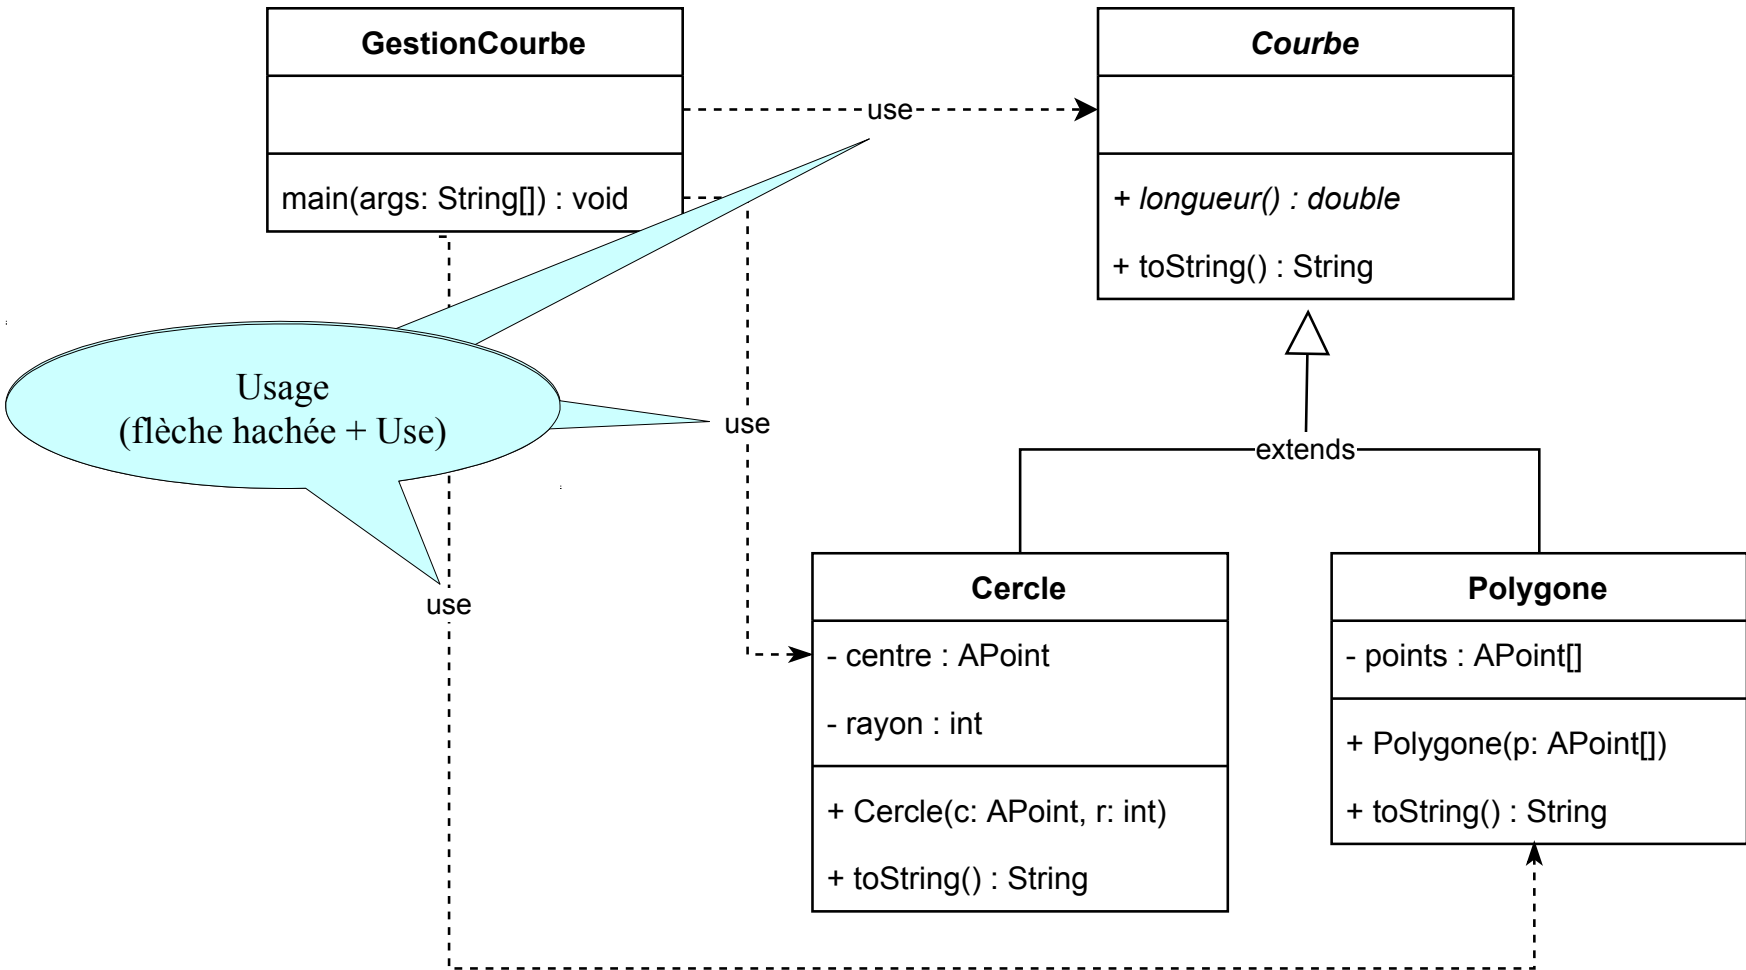 GestionCourbe
main(args: String[]) : void
use
Courbe
+ longueur() : double
+ toString() : String
Usage
(flèche hachée + Use)
use
use
extends
Cercle
- centre : APoint
- rayon : int
+ Cercle(c: APoint, r: int)
+ toString() : String
Polygone
- points : APoint[]
+ Polygone(p: APoint[])
+ toString() : String